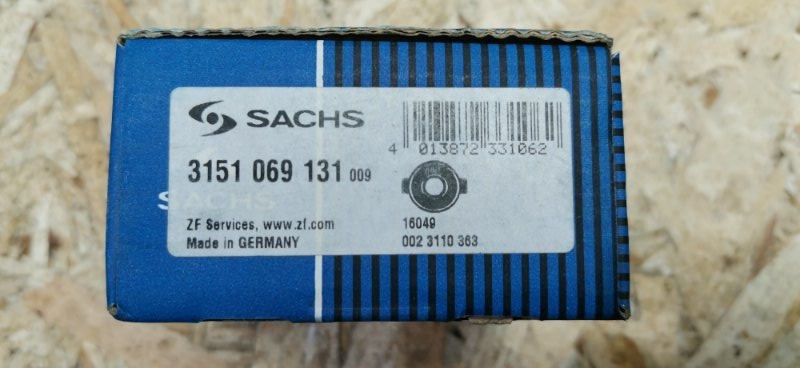 SACHS
4 013872 331062
3151 069 131 009
SACHS
ZF Services, www.zf.com
16049
Made in GERMANY
002 3110 363